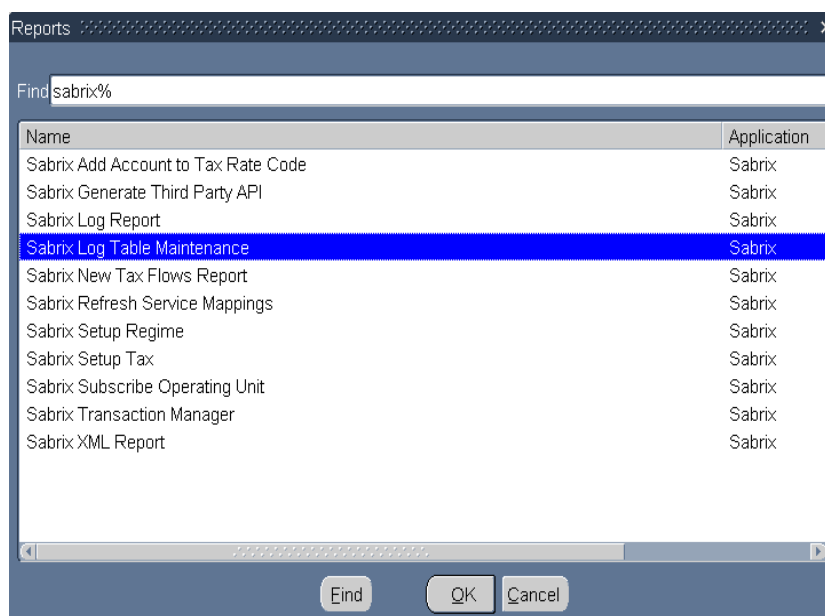 Reports
Find sabrix%
Name Application
Sabrix Add Account to Tax Rate Code Sabrix
Sabrix Generate Third Party API Sabrix
Sabrix Log Report Sabrix
Sabrix Log Table Maintenance Sabrix
Sabrix New Tax Flows Report Sabrix
Sabrix Refresh Service Mappings Sabrix
Sabrix Setup Regime Sabrix
Sabrix Setup Tax Sabrix
Sabrix Subscribe Operating Unit Sabrix
Sabrix Transaction Manager Sabrix
Sabrix XML Report Sabrix
Find OK Cancel